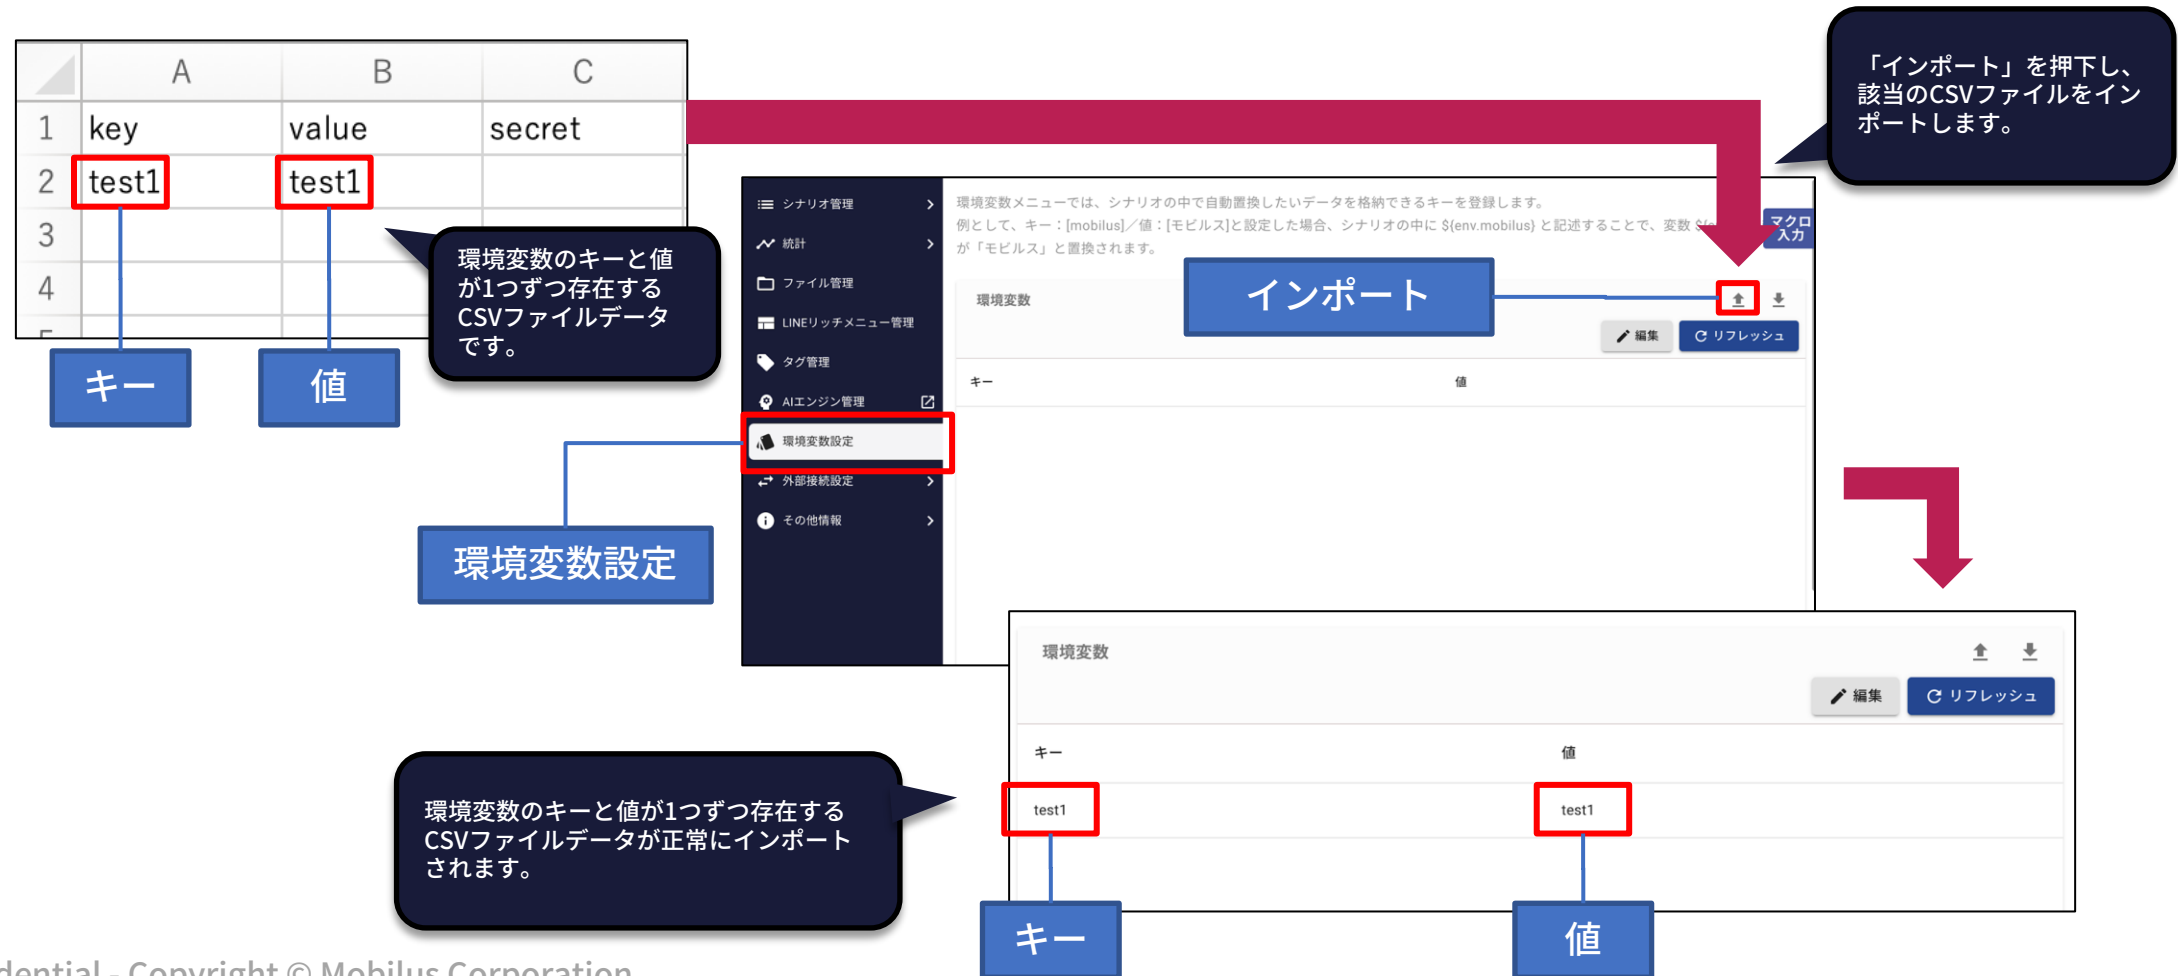 A B C
1 key value secret
2 test1 test1
3
4
環境変数のキーと値
が1つずつ存在する
CSVファイルデータ
です。
キー
値
「インポート」を押下し、
該当のCSVファイルをイン
ポートします。
シナリオ管理
統計
ファイル管理
LINEリッチメニュー管理
タグ管理
AIエンジン管理
環境変数設定
外部接続設定
その他情報
環境変数メニューでは、シナリオの中で自動置換したいデータを格納できるキーを登録します。
例として、キー：[mobilus]／値：[モビルス]と設定した場合、シナリオの中に ${env.mobilus} と記述することで、変数
が「モビルス」と置換されます。
マクロ
入力
環境変数
インポート
編集
リフレッシュ
キー 値
環境変数設定
環境変数
編集
リフレッシュ
キー 値
test1 test1
環境変数のキーと値が1つずつ存在する
CSVファイルデータが正常にインポート
されます。
キー
値
dential - Copyright © Mobilus Corporation